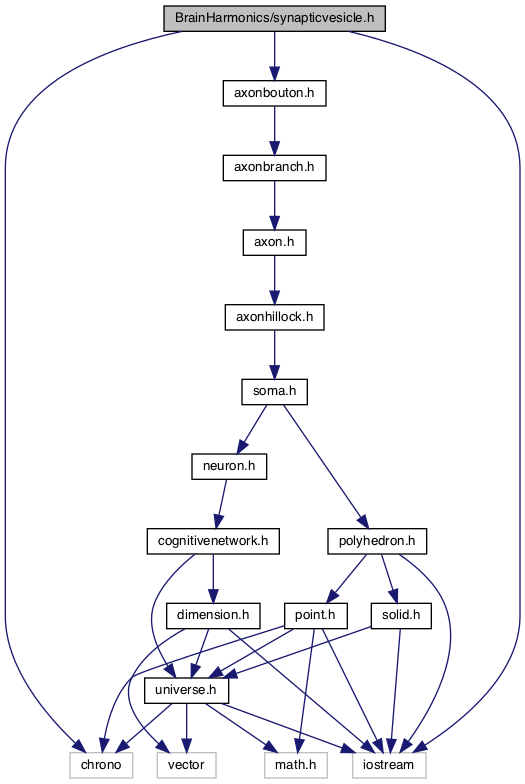 BrainHarmonics/synapticvesicle.h
axonbouton.h
axonbranch.h
axon.h
axonhillock.h
soma.h
neuron.h
cognitivenetwork.h
polyhedron.h
dimension.h
point.h
solid.h
universe.h
chrono
vector
math.h
iostream